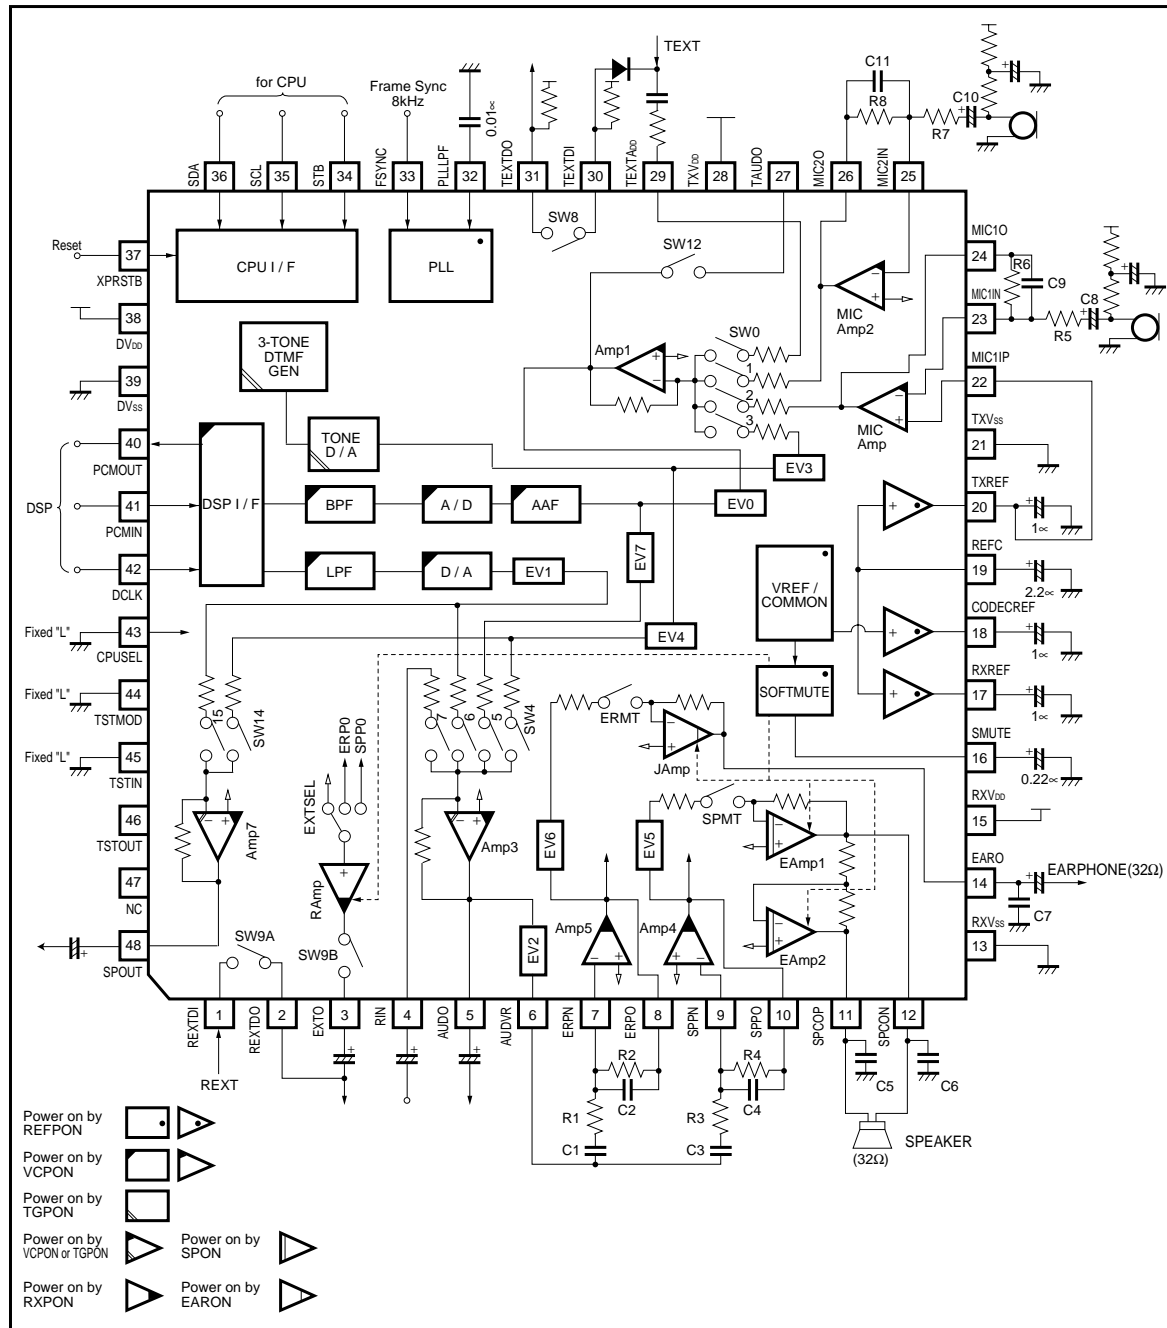 for CPU
Frame Sync
8kHz
0.01∝
TEXT
C11
R8
C10
R7
SDA
SCL
STB
FSYNC
PLLLPF
TEXTDO
TEXTDI
TEXTADD
TXVDD
TAUDO
MIC2O
MIC2IN
36
35
34
33
32
31
30
29
28
27
26
25
Reset
37
XPRSTB
CPU I / F
PLL
SW8
SW12
MIC
Amp2
MIC1O
24
R6
C9
MIC1IN
23
C8
R5
38
DVDD
3-TONE
DTMF
GEN
Amp1
SW0
1
2
3
MIC
Amp
MIC1IP
22
39
DVSS
TXVSS
21
40
PCMOUT
TONE
D / A
EV3
DSP
41
PCMIN
DSP I / F
BPF
A / D
AAF
EV0
TXREF
20
1∝
42
DCLK
LPF
D / A
EV1
EV7
VREF /
COMMON
REFC
19
2.2∝
Fixed "L"
43
CPUSEL
EV4
CODECREF
18
1∝
Fixed "L"
44
TSTMOD
15
SW14
7
6
5
SW4
ERMT
SOFTMUTE
RXREF
17
1∝
Fixed "L"
45
TSTIN
EXTSEL
ERP0
SPP0
JAmp
SMUTE
16
0.22∝
46
TSTOUT
Amp7
Amp3
EV6
EV5
SPMT
EAmp1
RXVDD
15
47
NC
RAmp
EARO
14
EARPHONE(32Ω)
C7
48
SPOUT
SW9A
SW9B
EV2
Amp5
Amp4
EAmp2
RXVSS
13
REXTDI
REXTDO
EXTO
RIN
AUDO
AUDVR
ERPN
ERPO
SPPN
SPPO
SPCOP
SPCON
1
2
3
4
5
6
7
8
9
10
11
12
REXT
R2
C2
R4
C4
C5
C6
R1
R3
C1
C3
SPEAKER
(32Ω)
Power on by
REFPON
Power on by
VCPON
Power on by
TGPON
Power on by
VCPON or TGPON
Power on by
SPON
Power on by
RXPON
Power on by
EARON